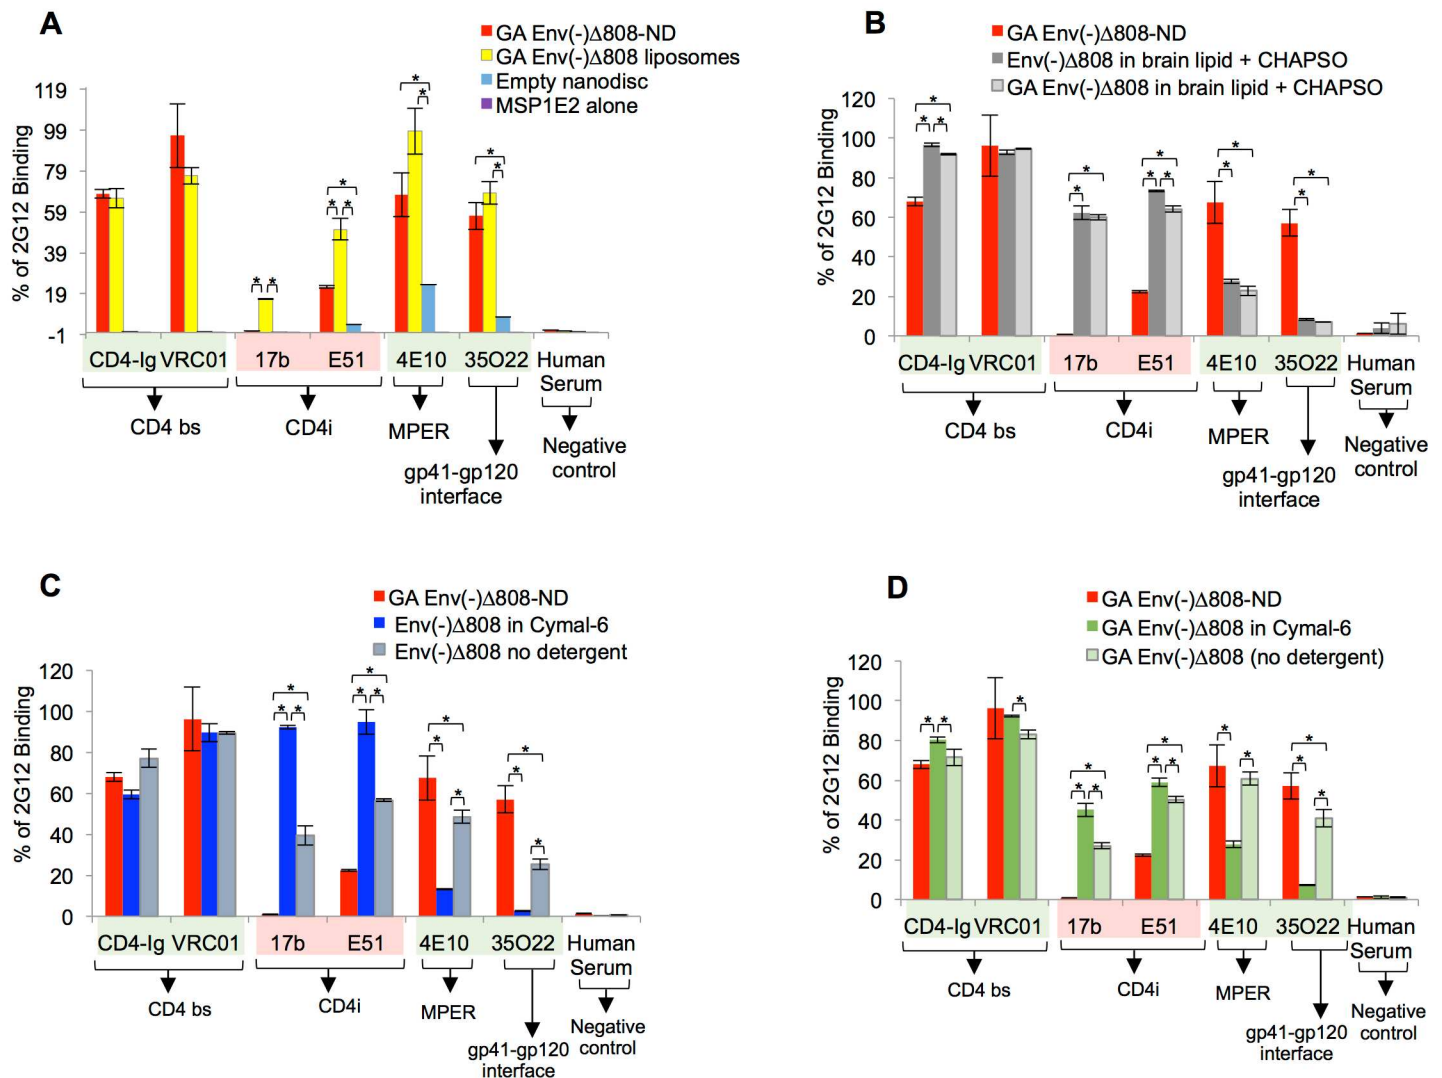 A
GA Env(-)Δ808-ND
GA Env(-)Δ808 liposomes
Empty nanodisc
MSP1E2 alone
% of 2G12 Binding
119
99
79
59
39
19
-1
* * * * * * * * * *
CD4-Ig VRC01 17b E51 4E10 35O22 Human
Serum
CD4 bs CD4i MPER
gp41-gp120
interface
Negative
control
B
GA Env(-)Δ808-ND
Env(-)Δ808 in brain lipid + CHAPSO
GA Env(-)Δ808 in brain lipid + CHAPSO
% of 2G12 Binding
120
100
80
60
40
20
0
* * * * * * * * * * * *
CD4-Ig VRC01 17b E51 4E10 35O22 Human
Serum
CD4 bs CD4i MPER
gp41-gp120
interface
Negative
control
C
GA Env(-)Δ808-ND
Env(-)Δ808 in Cymal-6
Env(-)Δ808 no detergent
% of 2G12 Binding
120
100
80
60
40
20
0
* * * * * * * * * * * *
CD4-Ig VRC01 17b E51 4E10 35O22 Human
Serum
CD4 bs CD4i MPER
gp41-gp120
interface
Negative
control
D
GA Env(-)Δ808-ND
GA Env(-)Δ808 in Cymal-6
GA Env(-)Δ808 (no detergent)
% of 2G12 Binding
120
100
80
60
40
20
0
* * * * * * * * * * * * * *
CD4-Ig VRC01 17b E51 4E10 35O22 Human
Serum
CD4 bs CD4i MPER
gp41-gp120
interface
Negative
control